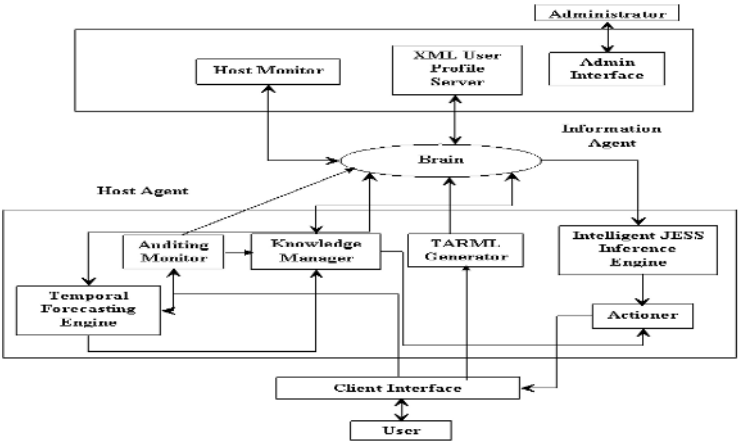 Administrator
Host Monitor
XML User
Profile
Server
Admin
Interface
Information
Agent
Brain
Host Agent
Auditing
Monitor
Knowledge
Manager
TARML
Generator
Intelligent JESS
Inference
Engine
Temporal
Forecasting
Engine
Actioner
Client Interface
User